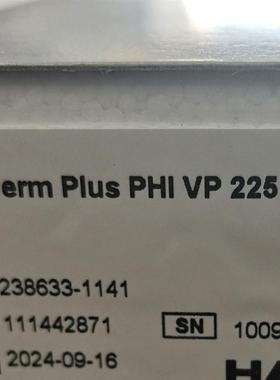 erm Plus PHI VP 225
238633-1141
111442871 SN 1009
2024-09-16
HA